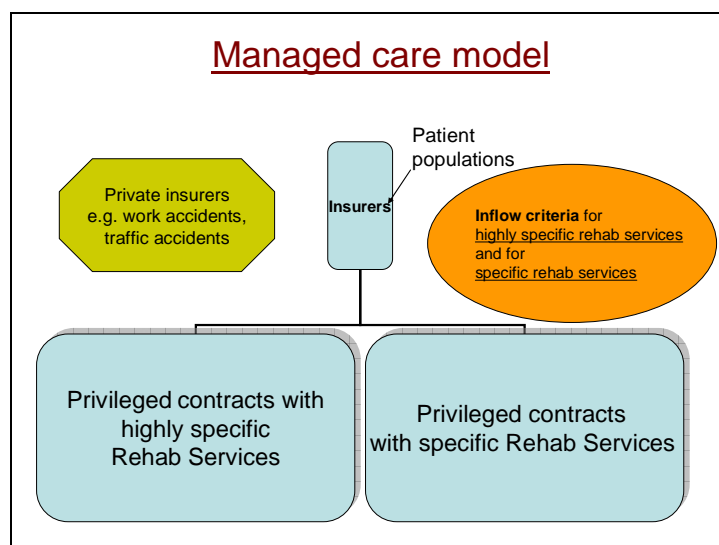 Managed care model
Patient
populations
Private insurers
e.g. work accidents,
traffic accidents
Insurers
Inflow criteria for
highly specific rehab services
and for
specific rehab services
Privileged contracts with
highly specific
Rehab Services
Privileged contracts
with specific Rehab Services